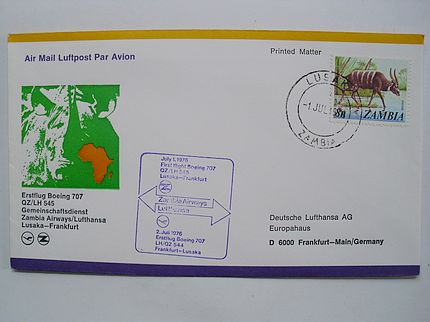 Air Mail Luftpost Par Avion
Printed Matter
LUSAKA
-1 JUL
ZAMBIA
8n
ZAMBIA
Erstflug Boeing 707
QZ/LH 545
Gemeinschaftsdienst
Zambia Airways/Lufthansa
Lusaka—Frankfurt
July 1, 1976
First flight Boeing 707
QZ/LH 545
Lusaka-Frankfurt
Zambia Airways
Lufthansa
2. Juli 1976
Erstflug Boeing 707
LH/QZ 544
Frankfurt-Lusaka
Deutsche Lufthansa AG
Europahaus
D 6000 Frankfurt—Main/Germany